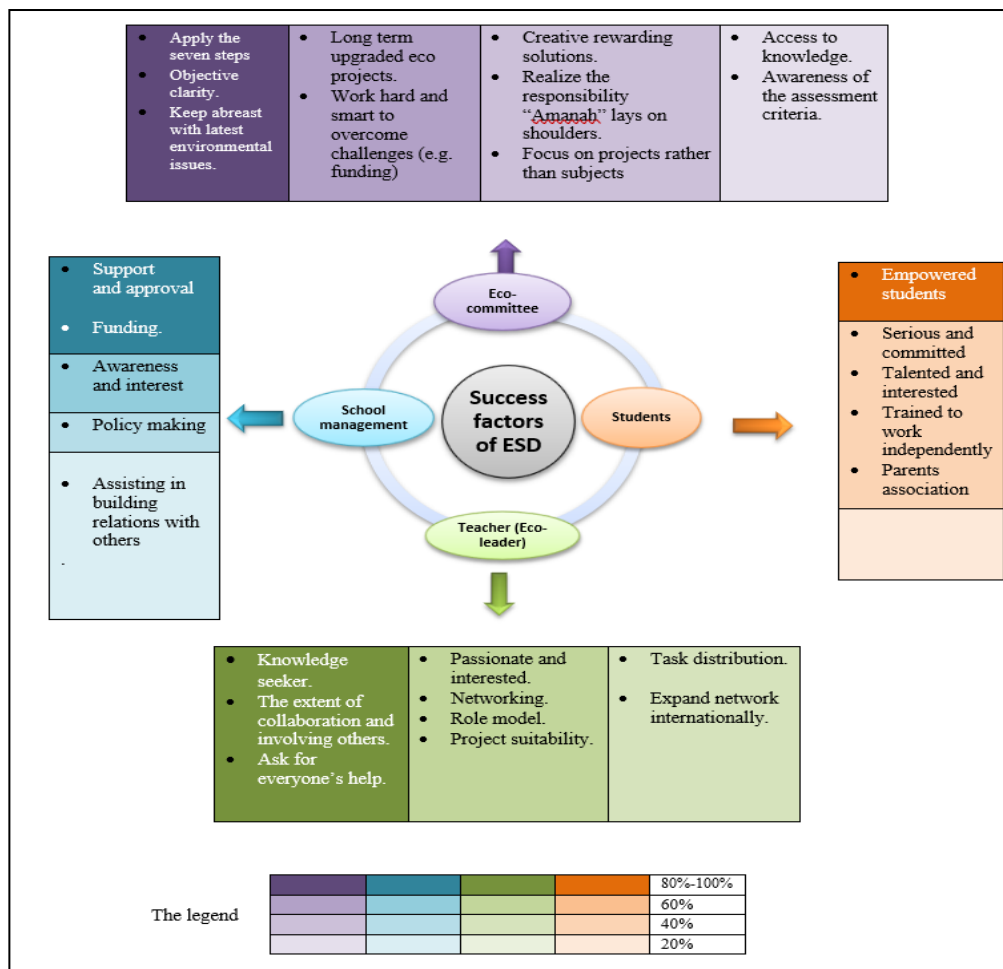 Apply the
seven steps
Objective
clarity.
Keep abreast
with latest
environmental
issues.
Long term
upgraded eco
projects.
Work hard and
smart to
overcome
challenges (e.g.
funding)
Creative rewarding
solutions.
Realize the
responsibility
“Amanah” lays on
shoulders.
Focus on projects rather
than subjects
Access to
knowledge.
Awareness of
the assessment
criteria.
Support
and approval
Funding.
Awareness
and interest
Policy making
Assisting in
building
relations with
others
.
Eco-
committee
School
management
Success
factors
of ESD
Students
Teacher (Eco-
leader)
Empowered
students
Serious and
committed
Talented and
interested
Trained to
work
independently
Parents
association
Knowledge
seeker.
The extent of
collaboration and
involving others.
Ask for
everyone’s help.
Passionate and
interested.
Networking.
Role model.
Project suitability.
Task distribution.
Expand network
internationally.
The legend
80%-100%
60%
40%
20%